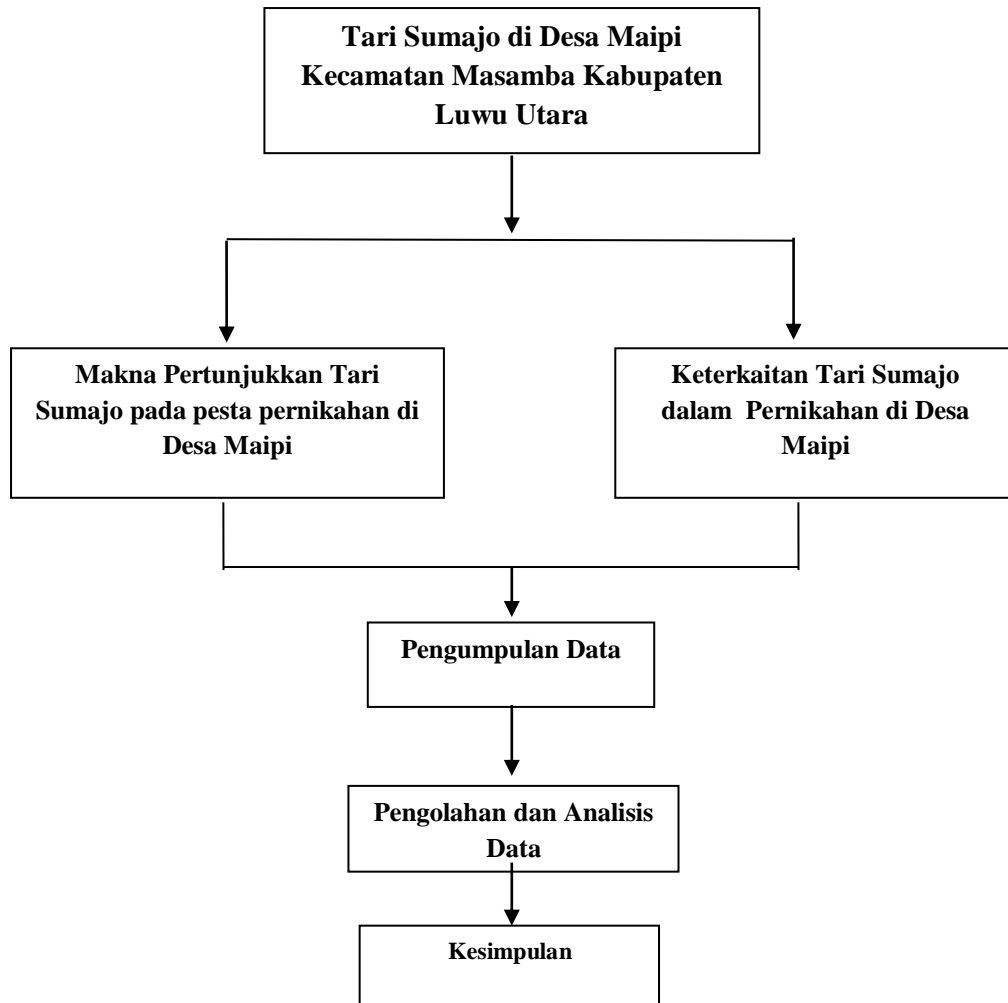 Tari Sumajo di Desa Maipi
Kecamatan Masamba Kabupaten
Luwu Utara
Makna Pertunjukkan Tari
Sumajo pada pesta pernikahan di
Desa Maipi
Keterkaitan Tari Sumajo
dalam Pernikahan di Desa
Maipi
Pengumpulan Data
Pengolahan dan Analisis
Data
Kesimpulan